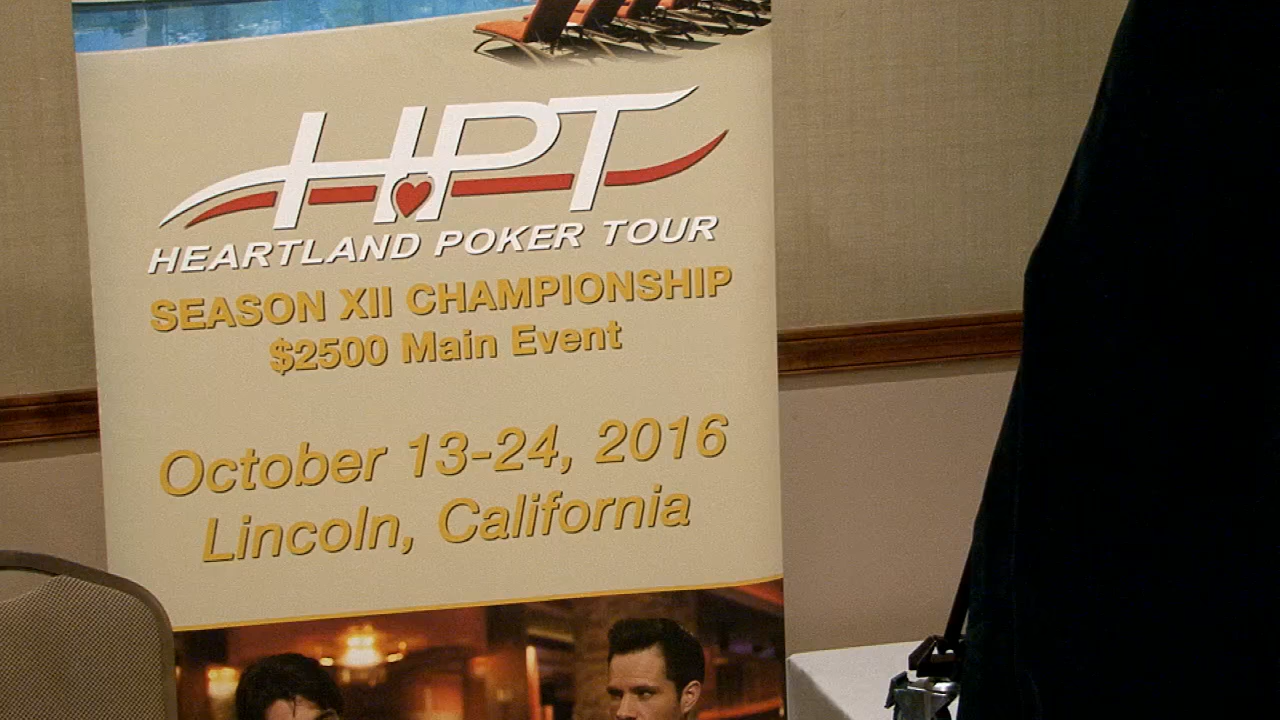 HPT
HEARTLAND POKER TOUR
SEASON XII CHAMPIONSHIP
$2500 Main Event
October 13-24, 2016
Lincoln, California